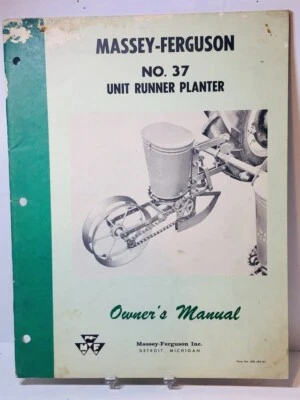 MASSEY-FERGUSON
NO. 37
UNIT RUNNER PLANTER
Owner's Manual
Massey-Ferguson Inc.
DETROIT, MICHIGAN